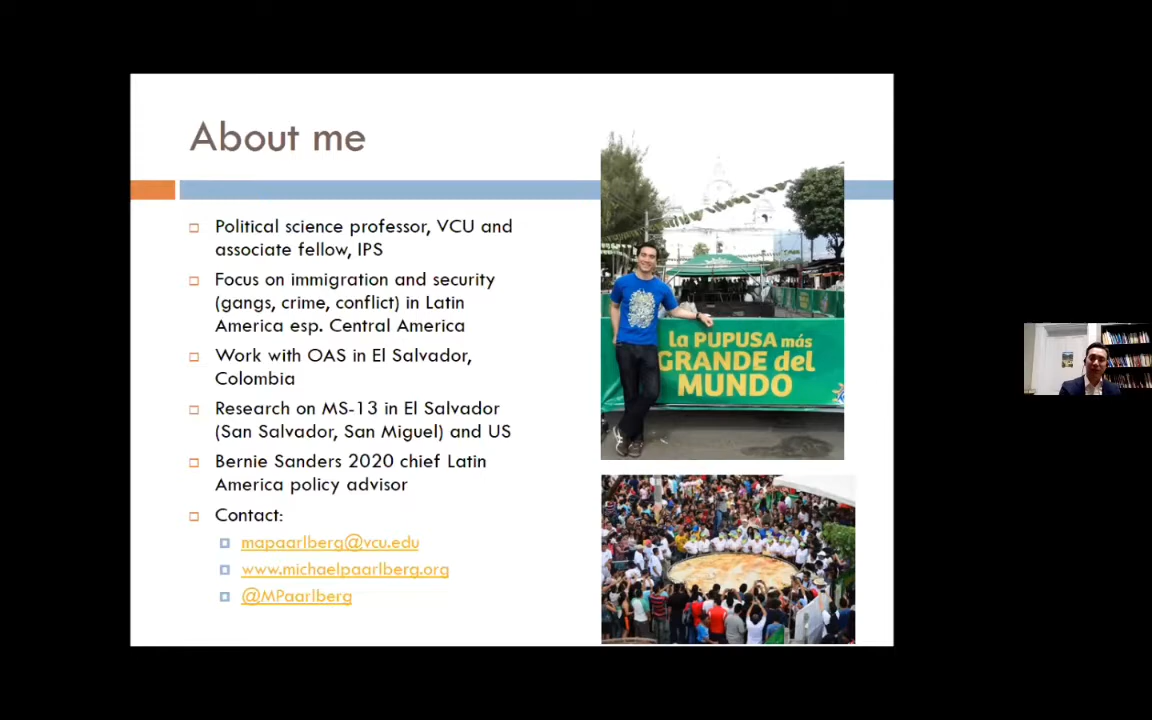 About me
Political science professor, VCU and
associate fellow, IPS
Focus on immigration and security
(gangs, crime, conflict) in Latin
America esp. Central America
Work with OAS in El Salvador,
Colombia
Research on MS-13 in El Salvador
(San Salvador, San Miguel) and US
Bernie Sanders 2020 chief Latin
America policy advisor
Contact:
mapaarlberg@vcu.edu
www.michaelpaarlberg.org
@MPaarlberg
la PUPUSA más
GRANDE del
MUNDO